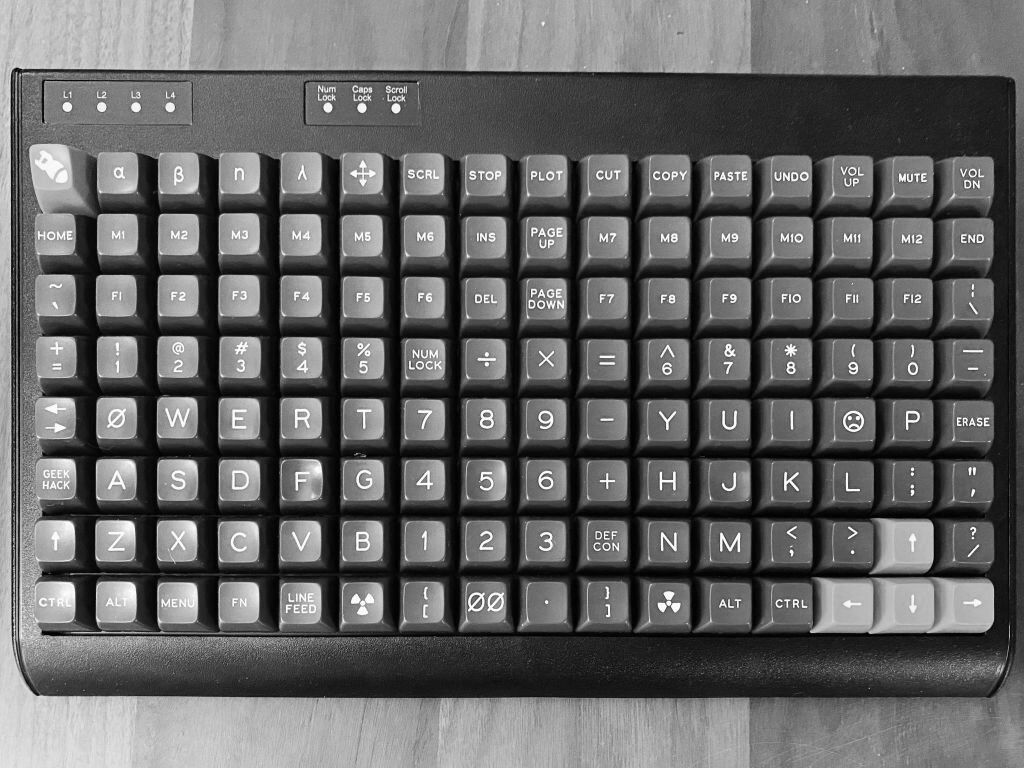 L1 L2 L3 L4 Num Lock Caps Lock Scroll Lock
α β n λ SCRL STOP PLOT CUT COPY PASTE UNDO VOL UP MUTE VOL DN
HOME M1 M2 M3 M4 M5 M6 INS PAGE UP M7 M8 M9 M10 M11 M12 END
~ ` F1 F2 F3 F4 F5 F6 DEL PAGE DOWN F7 F8 F9 F10 F11 F12 ¦ \
+ = ! 1 @ 2 # 3 $ 4 % 5 NUM LOCK ÷ × = ^ 6 & 7 * 8 ( 9 ) 0 — -
← → Ø W E R T 7 8 9 - Y U I ☹ P ERASE
GEEK HACK A S D F G 4 5 6 + H J K L : ; " ,
↑ Z X C V B 1 2 3 DEF CON N M < ; > . ↑ ? /
CTRL ALT MENU FN LINE FEED ☢ { [ ØØ . } ] ☢ ALT CTRL ← ↓ →